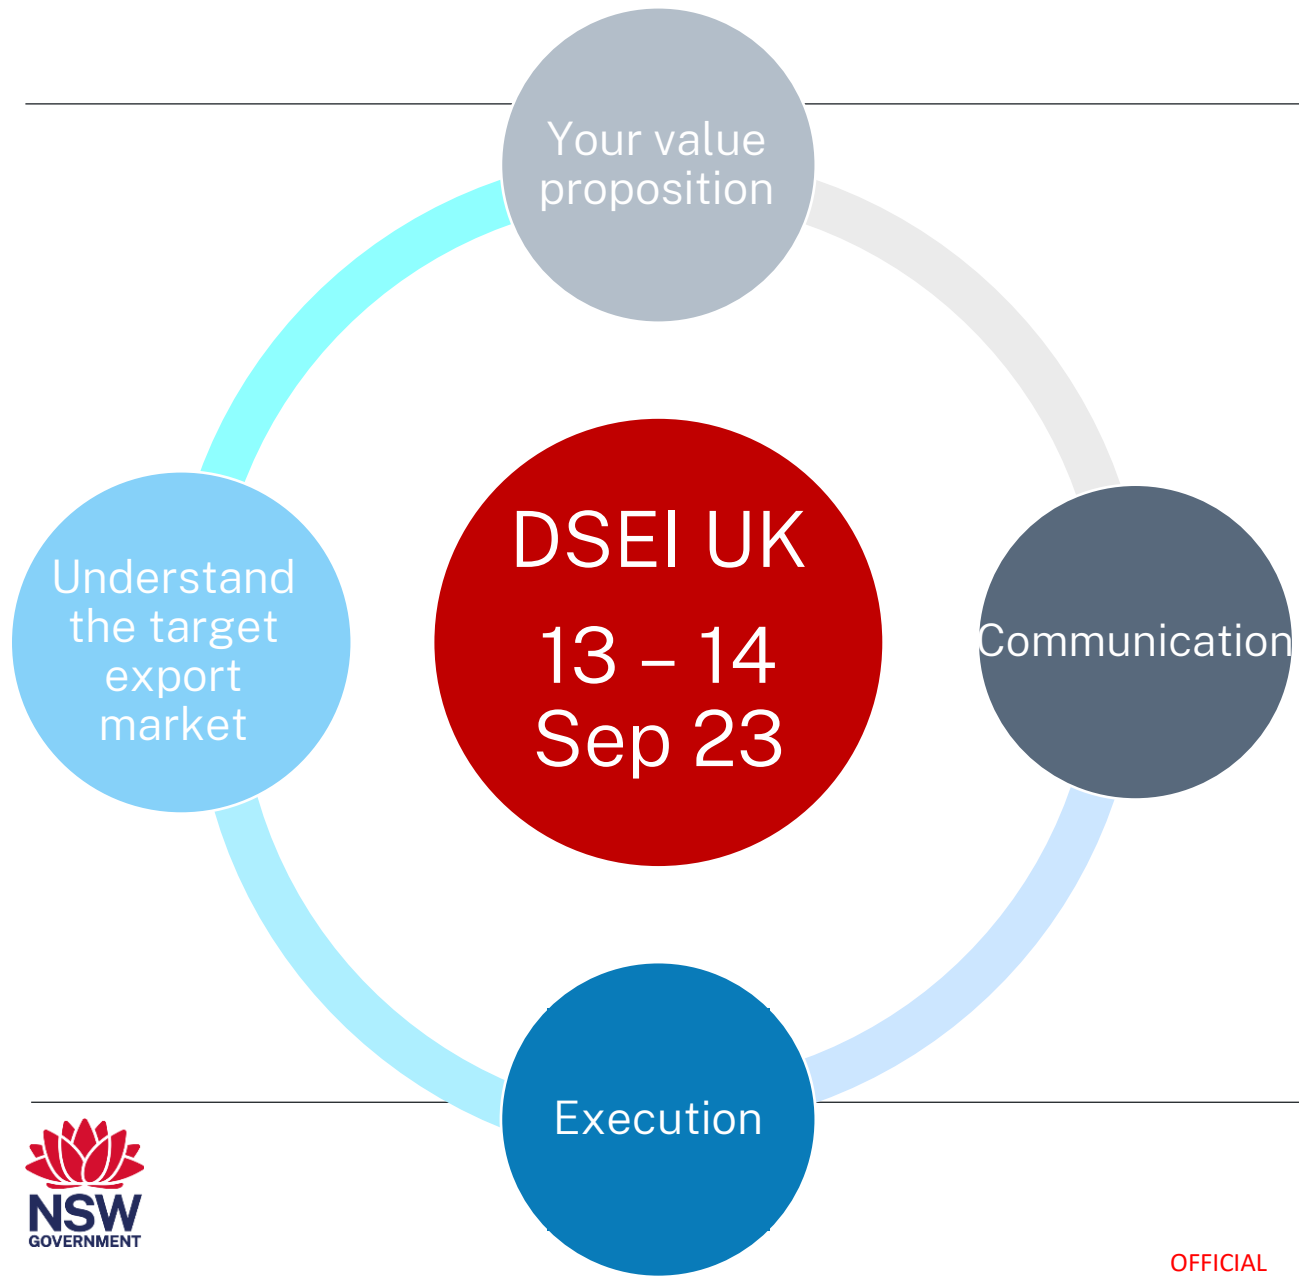 Your value
proposition
DSEI UK
13 – 14
Sep 23
Understand
the target
export
market
Communication
Execution
NSW
GOVERNMENT
OFFICIAL